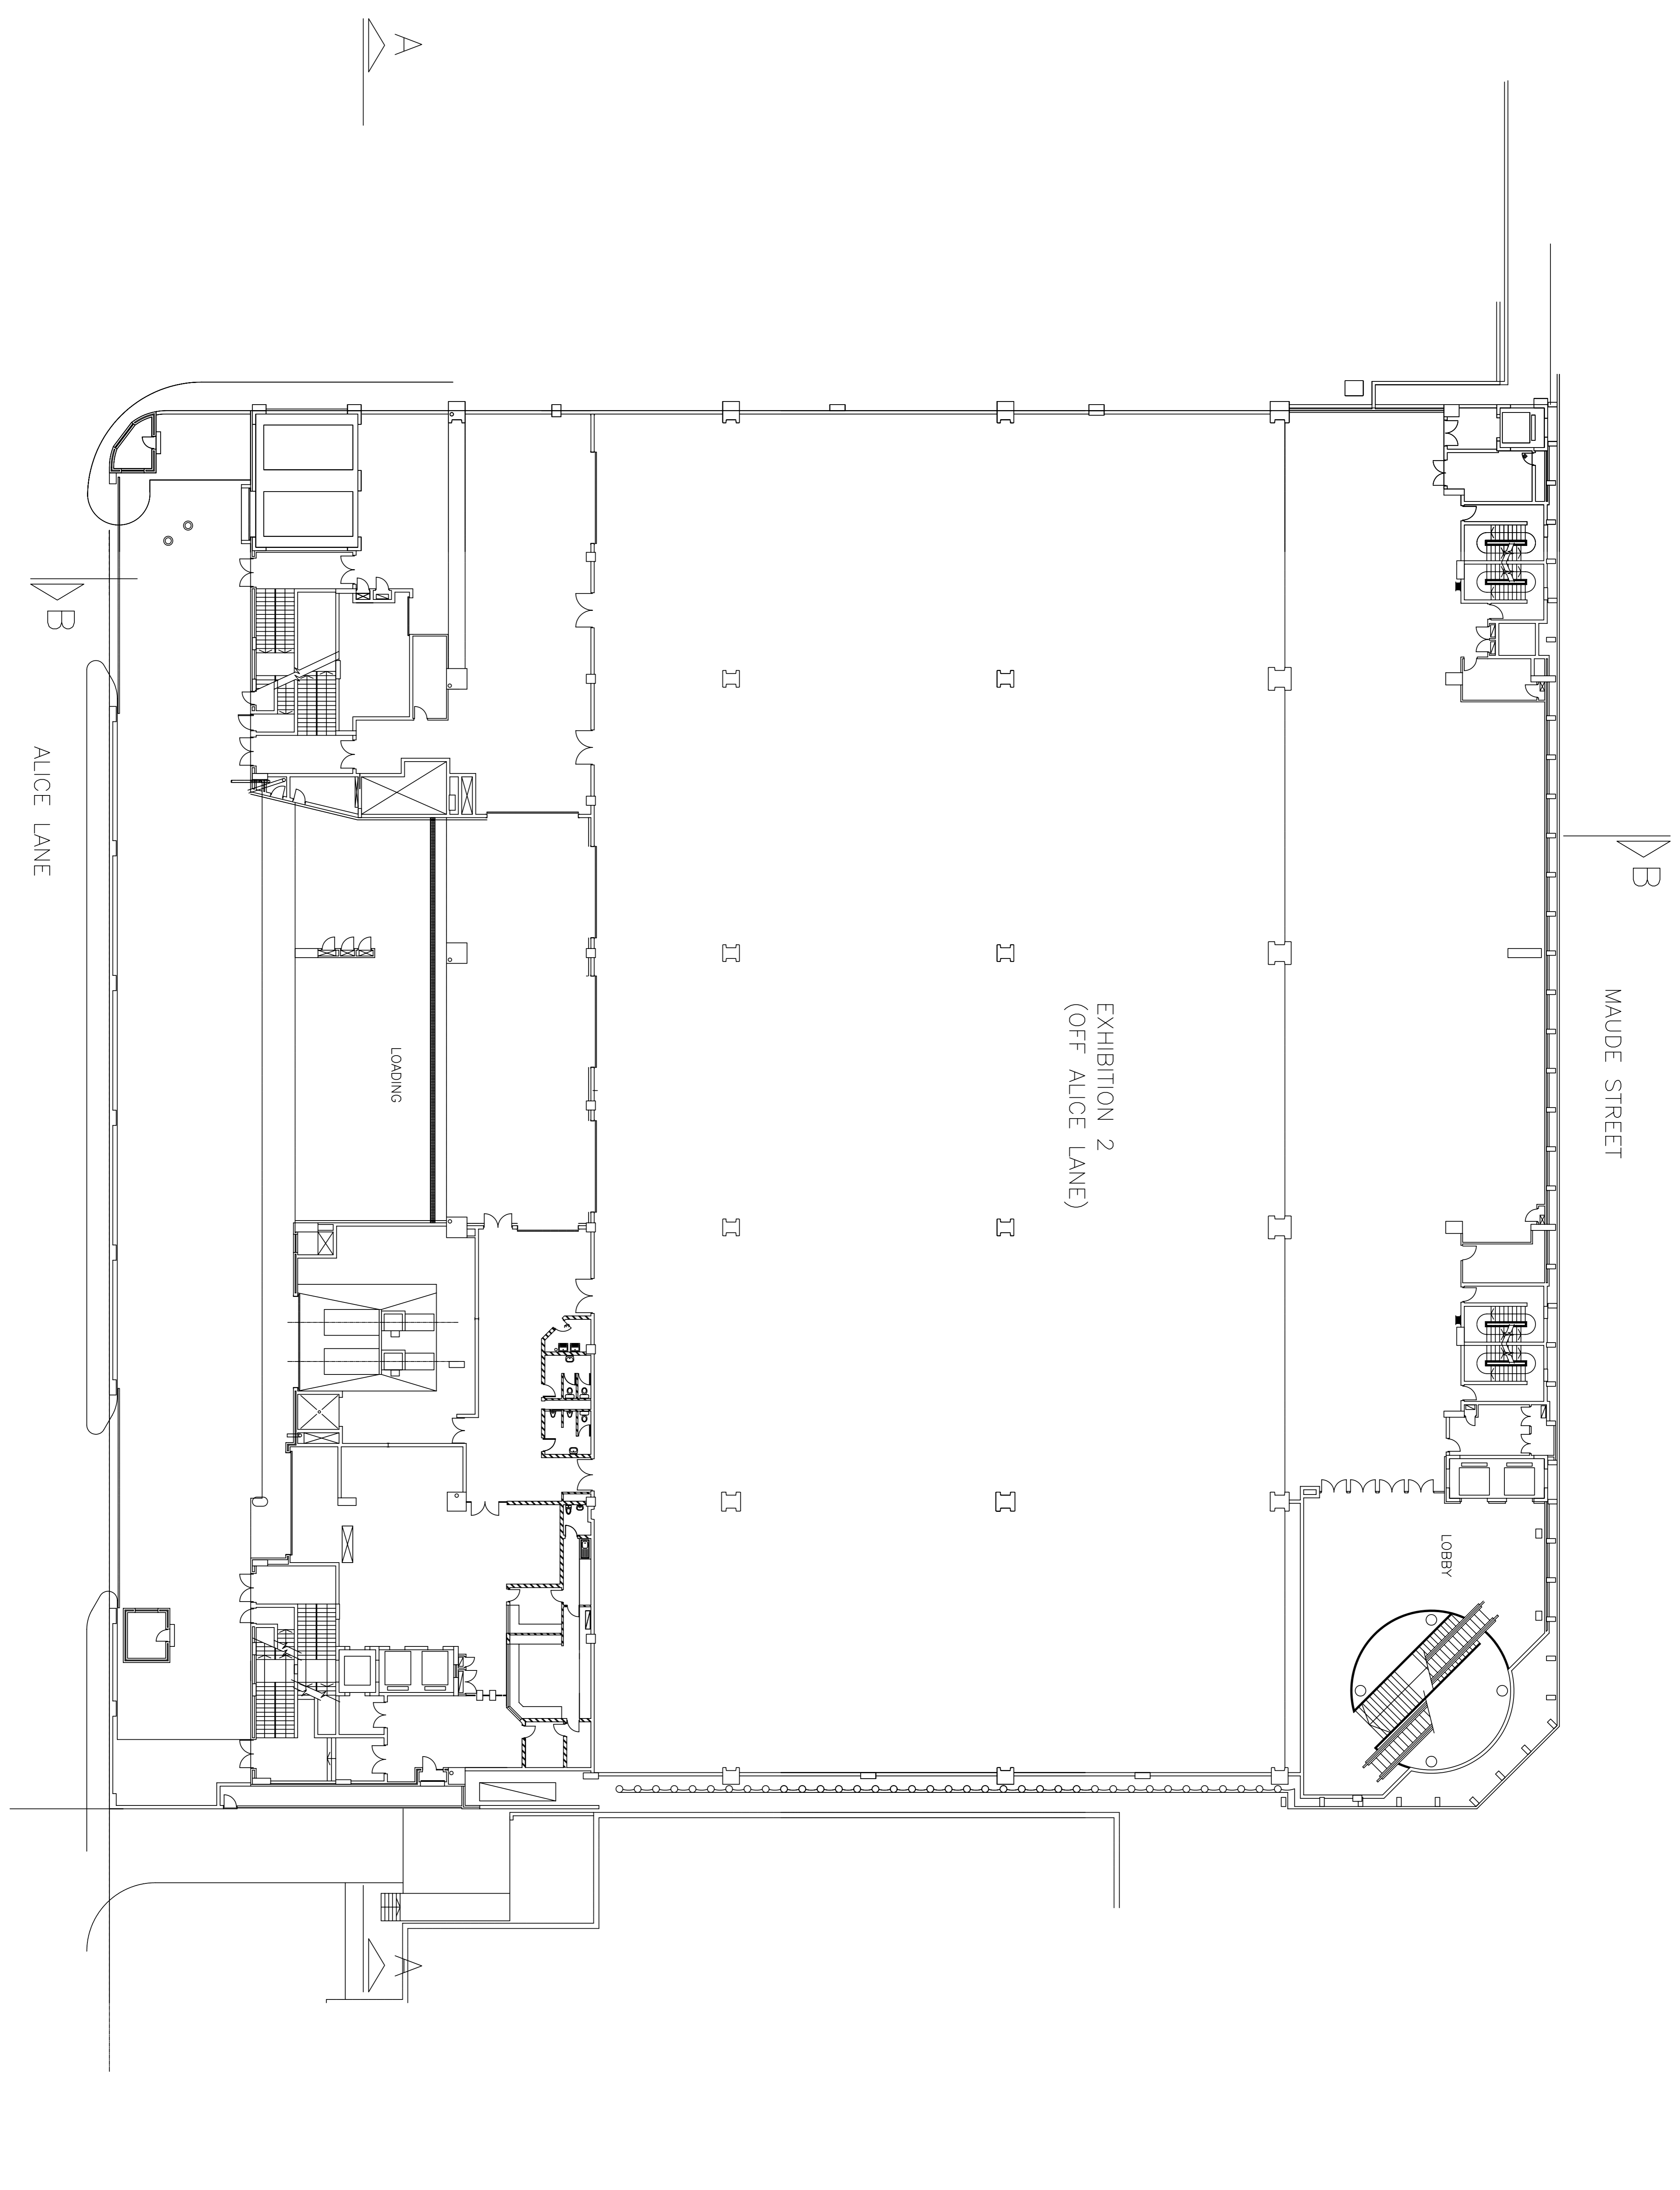 A
MAUDE STREET
B
EXHIBITION 2
(OFF ALICE LANE)
LOBBY
LOADING
B
ALICE LANE
A